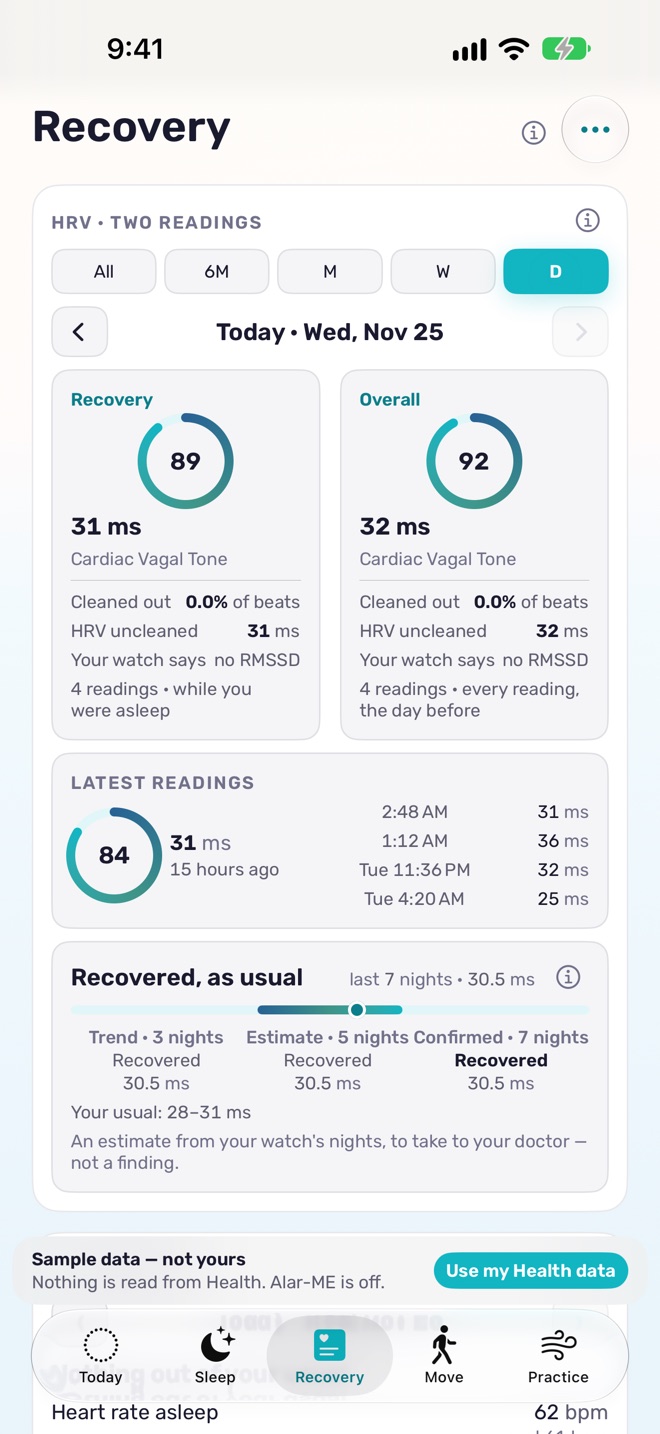 9:41
Recovery
HRV • TWO READINGS
All 6M M W D
Today • Wed, Nov 25
Recovery
89
31 ms
Cardiac Vagal Tone
Cleaned out 0.0% of beats
HRV uncleaned 31 ms
Your watch says no RMSSD
4 readings • while you
were asleep
Overall
92
32 ms
Cardiac Vagal Tone
Cleaned out 0.0% of beats
HRV uncleaned 32 ms
Your watch says no RMSSD
4 readings • every reading,
the day before
LATEST READINGS
84
31 ms
15 hours ago
2:48 AM 31 ms
1:12 AM 36 ms
Tue 11:36 PM 32 ms
Tue 4:20 AM 25 ms
Recovered, as usual last 7 nights • 30.5 ms
Trend • 3 nights Estimate • 5 nights Confirmed • 7 nights
Recovered Recovered Recovered
30.5 ms 30.5 ms 30.5 ms
Your usual: 28–31 ms
An estimate from your watch's nights, to take to your doctor —
not a finding.
Sample data — not yours
Nothing is read from Health. Alar-ME is off.
Use my Health data
Today Sleep Recovery Move Practice
Heart rate asleep 62 bpm